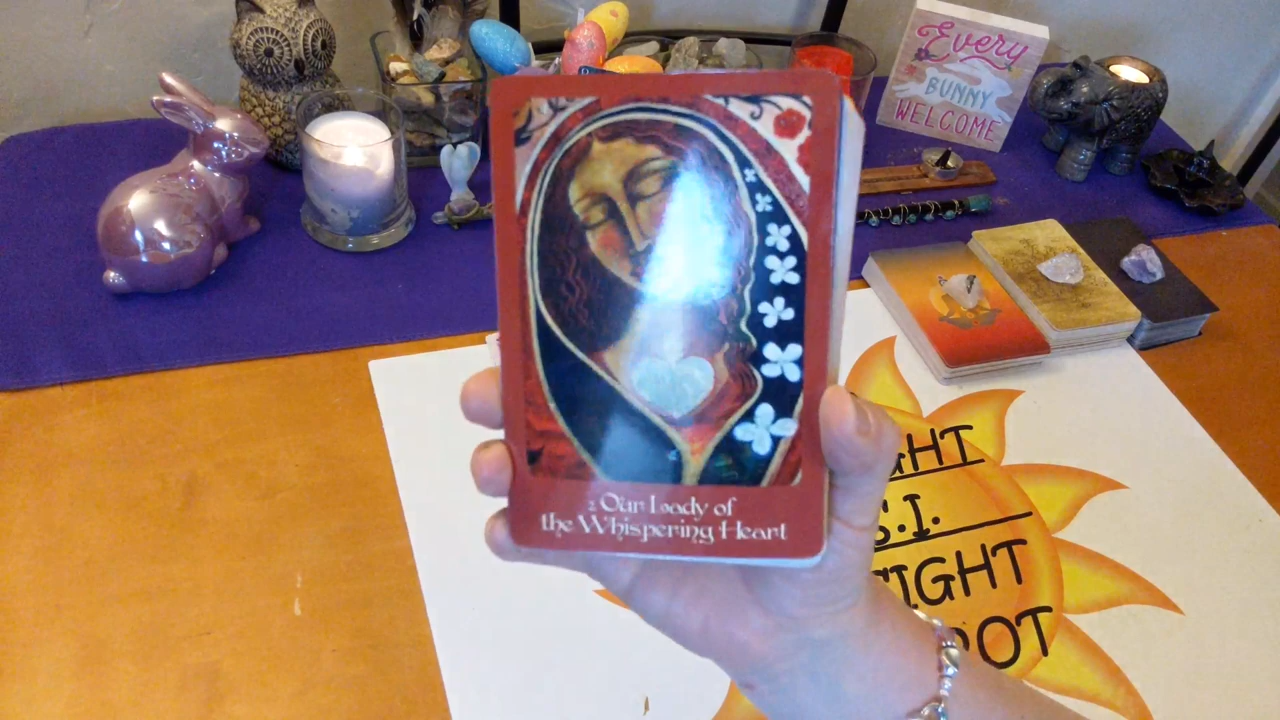 Every
BUNNY
WELCOME
2 Our Lady of
the Whispering Heart
GHT
S.I.
IGHT
OT